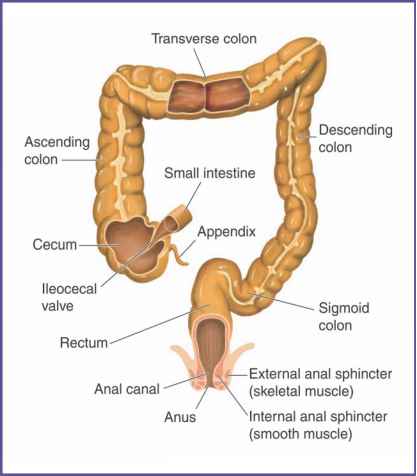 Transverse colon
Ascending
colon
Descending
colon
Small intestine
Appendix
Cecum
Ileocecal
valve
Sigmoid
colon
Rectum
External anal sphincter
(skeletal muscle)
Anal canal
Anus
Internal anal sphincter
(smooth muscle)